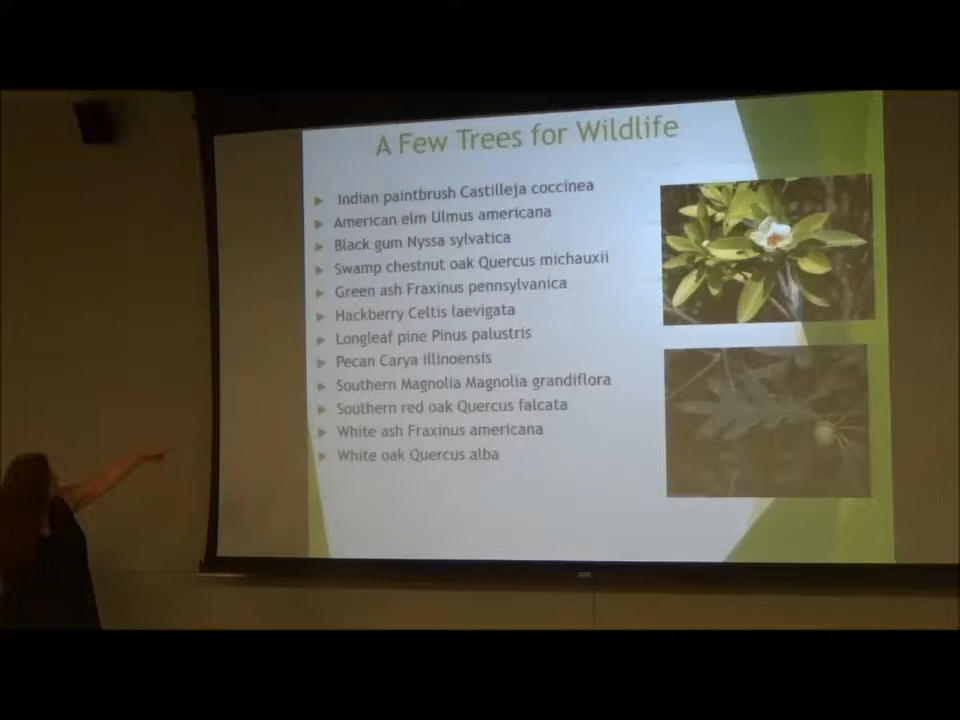 A Few Trees for Wildlife
Indian paintbrush Castilleja coccinea
American elm Ulmus americana
Black gum Nyssa sylvatica
Swamp chestnut oak Quercus michauxii
Green ash Fraxinus pennsylvanica
Hackberry Celtis laevigata
Longleaf pine Pinus palustris
Pecan Carya illinoensis
Southern Magnolia Magnolia grandiflora
Southern red oak Quercus falcata
White ash Fraxinus americana
White oak Quercus alba